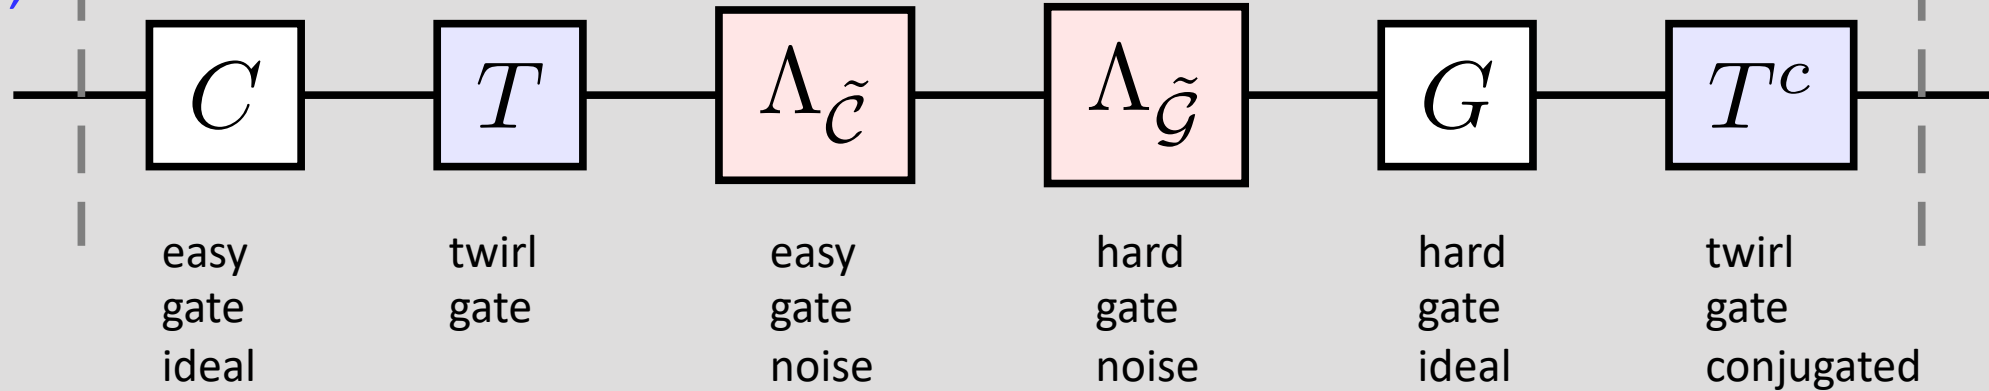 C T Λ_C̃ Λ_G̃ G T^c
easy twirl easy hard hard twirl
gate gate gate gate gate gate
ideal noise noise ideal conjugated